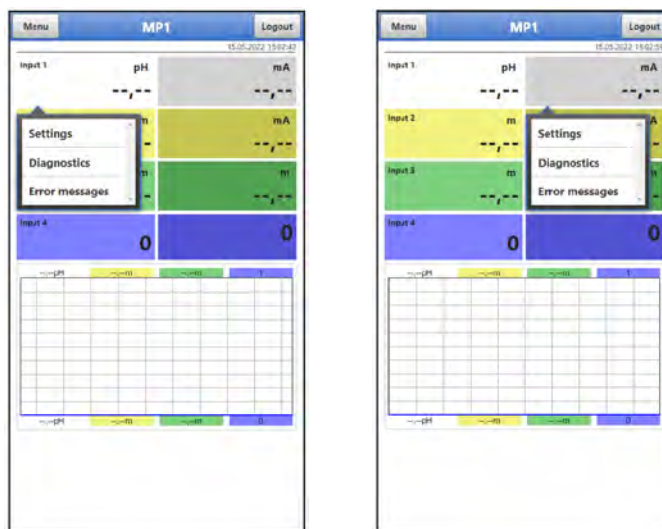 Menu MP1 Logout
15.05.2022 15:02:42
Input 1 pH mA
--,-- --,--
m mA
- --,--
m m
- --,--
Settings
Diagnostics
Error messages
Input 4
0 0
--,--pH --,--m --,--m 1
--,--pH --,--m --,--m 0
Menu MP1 Logout
Input 1 pH mA
--,-- --,--
Input 2 m
--,--
Input 3 m
--,--
Settings
Diagnostics
Error messages
Input 4
0 0
--,--pH --,--m --,--m 1
--,--pH --,--m --,--m 0